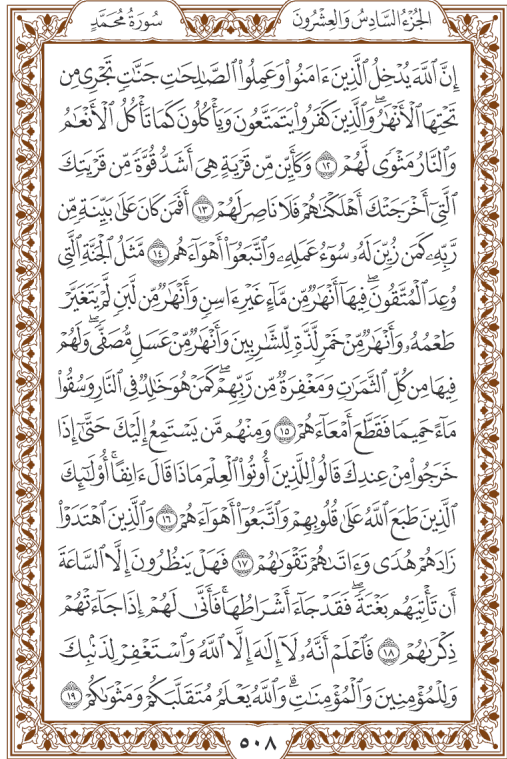 الجُزْءُ السَّادِسُ وَالعِشْرُونَ
سُورَةُ مُحَمَّدٍ
إِنَّ ٱللَّهَ يُدْخِلُ ٱلَّذِينَ ءَامَنُوا۟ وَعَمِلُوا۟ ٱلصَّٰلِحَٰتِ جَنَّٰتٍ تَجْرِى مِن
تَحْتِهَا ٱلْأَنْهَٰرُ ۖ وَٱلَّذِينَ كَفَرُوا۟ يَتَمَتَّعُونَ وَيَأْكُلُونَ كَمَا تَأْكُلُ ٱلْأَنْعَٰمُ
وَٱلنَّارُ مَثْوًى لَّهُمْ ١٢ وَكَأَيِّن مِّن قَرْيَةٍ هِىَ أَشَدُّ قُوَّةً مِّن قَرْيَتِكَ
ٱلَّتِىٓ أَخْرَجَتْكَ أَهْلَكْنَٰهُمْ فَلَا نَاصِرَ لَهُمْ ١٣ أَفَمَن كَانَ عَلَىٰ بَيِّنَةٍ مِّن
رَّبِّهِۦ كَمَن زُيِّنَ لَهُۥ سُوٓءُ عَمَلِهِۦ وَٱتَّبَعُوٓا۟ أَهْوَآءَهُم ١٤ مَّثَلُ ٱلْجَنَّةِ ٱلَّتِى
وُعِدَ ٱلْمُتَّقُونَ ۖ فِيهَآ أَنْهَٰرٌ مِّن مَّآءٍ غَيْرِ ءَاسِنٍ وَأَنْهَٰرٌ مِّن لَّبَنٍ لَّمْ يَتَغَيَّرْ
طَعْمُهُۥ وَأَنْهَٰرٌ مِّنْ خَمْرٍ لَّذَّةٍ لِّلشَّٰرِبِينَ وَأَنْهَٰرٌ مِّنْ عَسَلٍ مُّصَفًّى ۖ وَلَهُمْ
فِيهَا مِن كُلِّ ٱلثَّمَرَٰتِ وَمَغْفِرَةٌ مِّن رَّبِّهِمْ ۖ كَمَنْ هُوَ خَٰلِدٌ فِى ٱلنَّارِ وَسُقُوا۟
مَآءً حَمِيمًا فَقَطَّعَ أَمْعَآءَهُمْ ١٥ وَمِنْهُم مَّن يَسْتَمِعُ إِلَيْكَ حَتَّىٰٓ إِذَا
خَرَجُوا۟ مِنْ عِندِكَ قَالُوا۟ لِلَّذِينَ أُوتُوا۟ ٱلْعِلْمَ مَاذَا قَالَ ءَانِفًا ۚ أُو۟لَٰٓئِكَ
ٱلَّذِينَ طَبَعَ ٱللَّهُ عَلَىٰ قُلُوبِهِمْ وَٱتَّبَعُوٓا۟ أَهْوَآءَهُمْ ١٦ وَٱلَّذِينَ ٱهْتَدَوْا۟
زَادَهُمْ هُدًى وَءَاتَىٰهُمْ تَقْوَىٰهُمْ ١٧ فَهَلْ يَنظُرُونَ إِلَّا ٱلسَّاعَةَ
أَن تَأْتِيَهُم بَغْتَةً ۖ فَقَدْ جَآءَ أَشْرَاطُهَا ۚ فَأَنَّىٰ لَهُمْ إِذَا جَآءَتْهُمْ
ذِكْرَىٰهُمْ ١٨ فَٱعْلَمْ أَنَّهُۥ لَآ إِلَٰهَ إِلَّا ٱللَّهُ وَٱسْتَغْفِرْ لِذَنۢبِكَ
وَلِلْمُؤْمِنِينَ وَٱلْمُؤْمِنَٰتِ ۗ وَٱللَّهُ يَعْلَمُ مُتَقَلَّبَكُمْ وَمَثْوَىٰكُمْ ١٩
٥٠٨